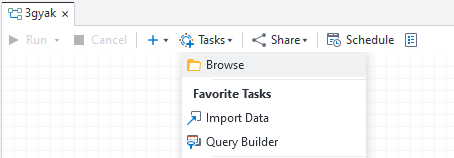 3gyak
Run Cancel Tasks Share Schedule
Browse
Favorite Tasks
Import Data
Query Builder